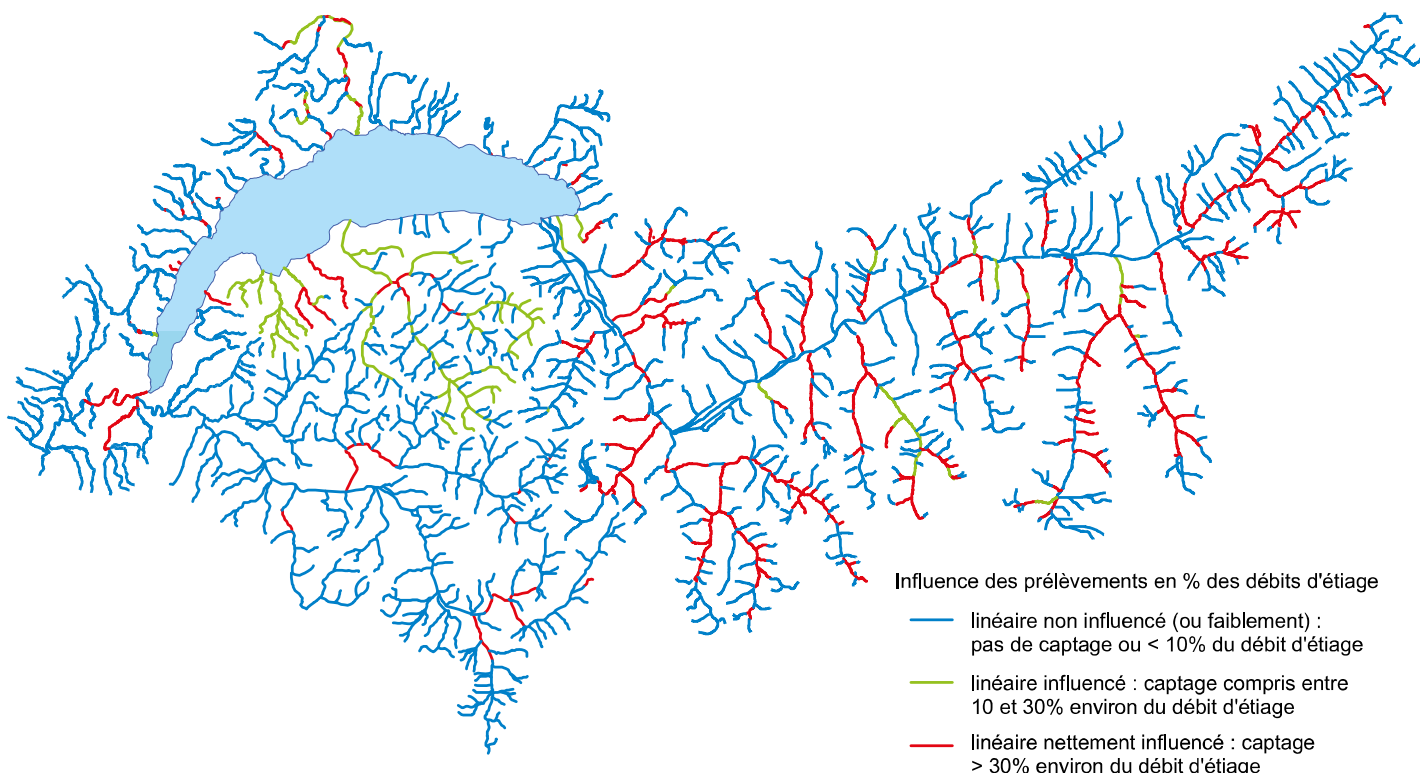 Influence des prélèvements en % des débits d'étiage
linéaire non influencé (ou faiblement) :
pas de captage ou < 10% du débit d'étiage
linéaire influencé : captage compris entre
10 et 30% environ du débit d'étiage
linéaire nettement influencé : captage
> 30% environ du débit d'étiage